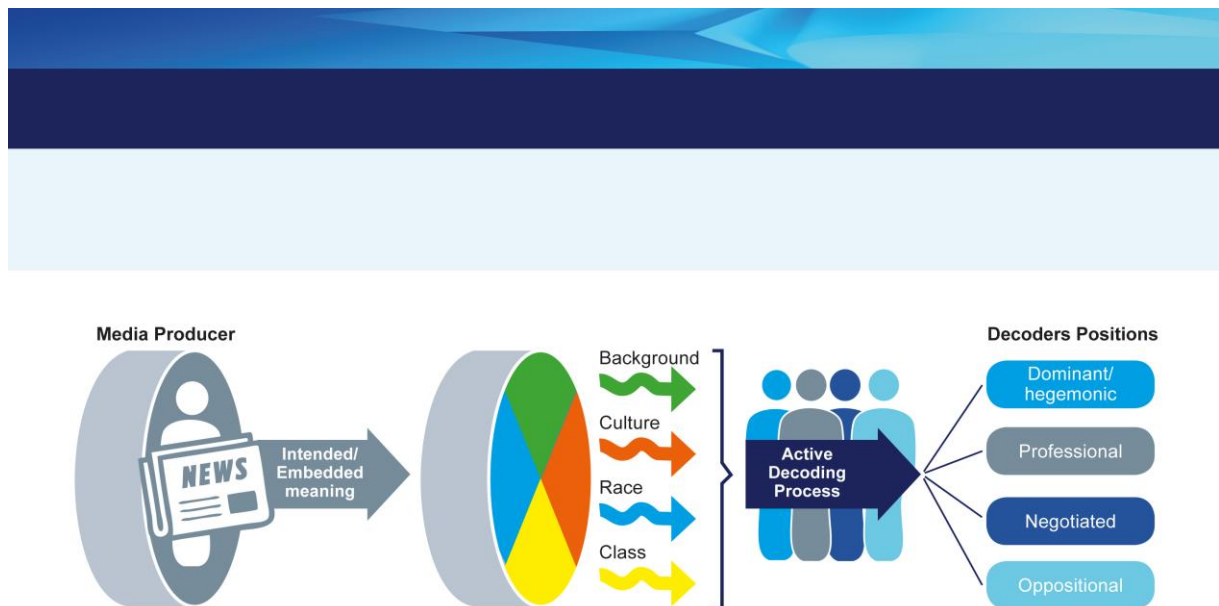 Media Producer
NEWS
Intended/
Embedded
meaning
Background
Culture
Race
Class
Active
Decoding
Process
Decoders Positions
Dominant/
hegemonic
Professional
Negotiated
Oppositional